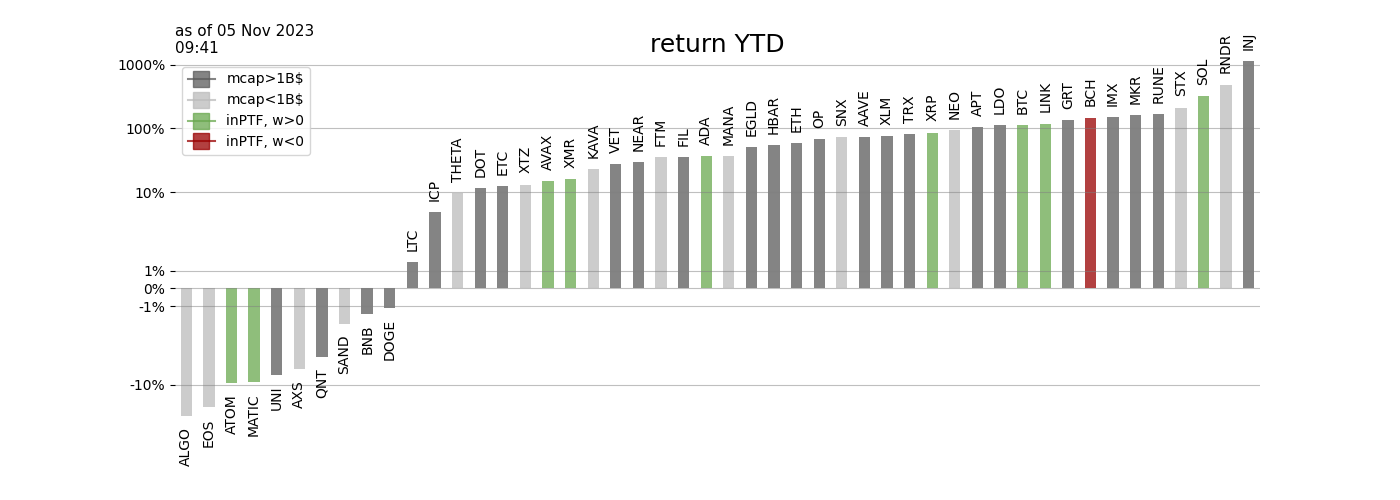 as of 05 Nov 2023
09:41
return YTD
1000%
100%
10%
1%
0%
-1%
-10%
mcap>1B$
mcap<1B$
inPTF, w>0
inPTF, w<0
ALGO
EOS
ATOM
MATIC
UNI
AXS
QNT
SAND
BNB
DOGE
LTC
ICP
THETA
DOT
ETC
XTZ
AVAX
XMR
KAVA
VET
NEAR
FTM
FIL
ADA
MANA
EGLD
HBAR
ETH
OP
SNX
AAVE
XLM
TRX
XRP
NEO
APT
LDO
BTC
LINK
GRT
BCH
IMX
MKR
RUNE
STX
SOL
RNDR
INJ